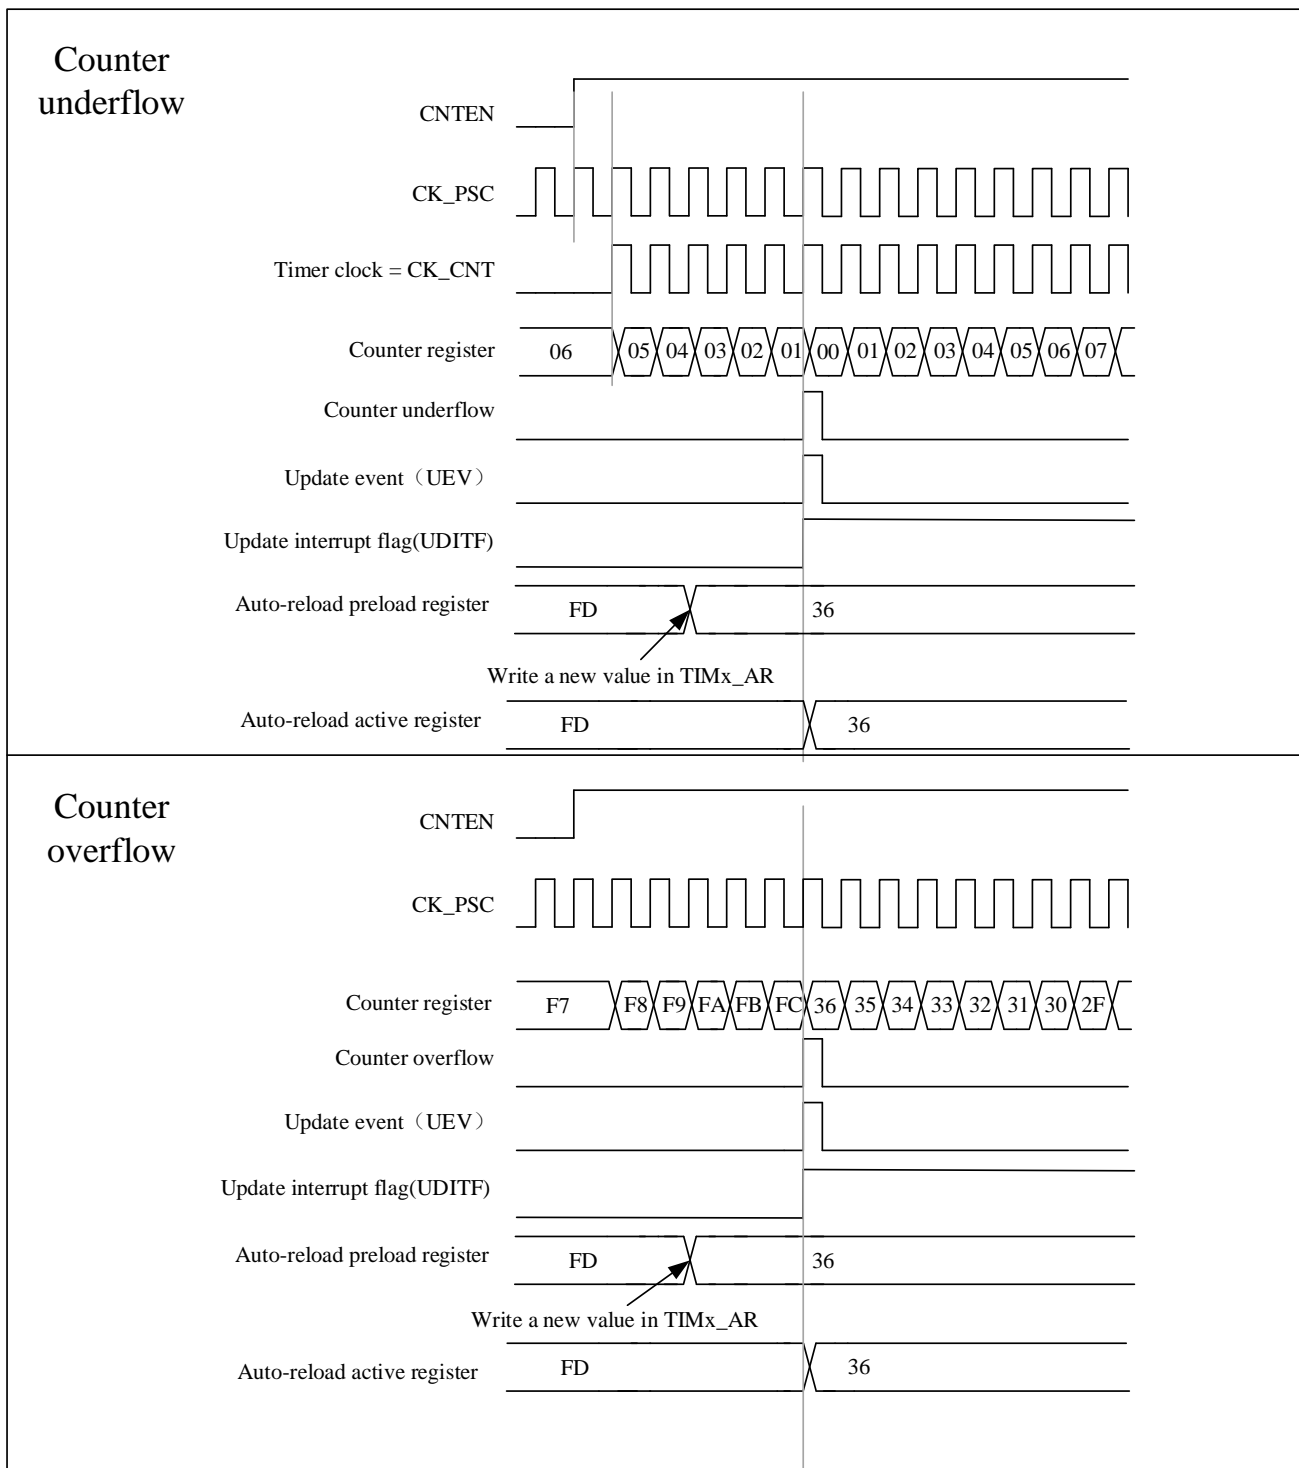 Counter
underflow
CNTEN
CK_PSC
Timer clock = CK_CNT
Counter register 06 05 04 03 02 01 00 01 02 03 04 05 06 07
Counter underflow
Update event（UEV）
Update interrupt flag(UDITF)
Auto-reload preload register FD 36
Write a new value in TIMx_AR
Auto-reload active register FD 36
Counter
overflow
CNTEN
CK_PSC
Counter register F7 F8 F9 FA FB FC 36 35 34 33 32 31 30 2F
Counter overflow
Update event（UEV）
Update interrupt flag(UDITF)
Auto-reload preload register FD 36
Write a new value in TIMx_AR
Auto-reload active register FD 36